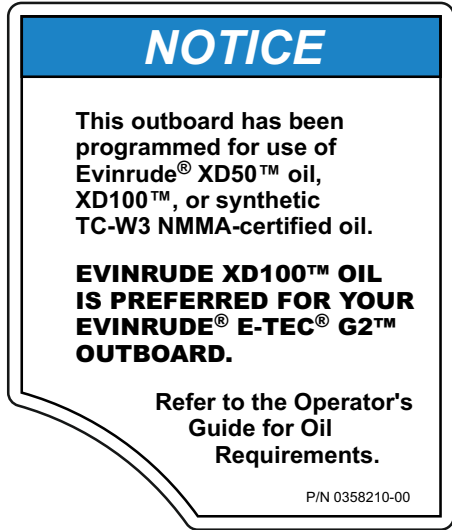 NOTICE
This outboard has been
programmed for use of
Evinrude® XD50™ oil,
XD100™, or synthetic
TC-W3 NMMA-certified oil.
EVINRUDE XD100™ OIL
IS PREFERRED FOR YOUR
EVINRUDE® E-TEC® G2™
OUTBOARD.
Refer to the Operator's
Guide for Oil
Requirements.
P/N 0358210-00